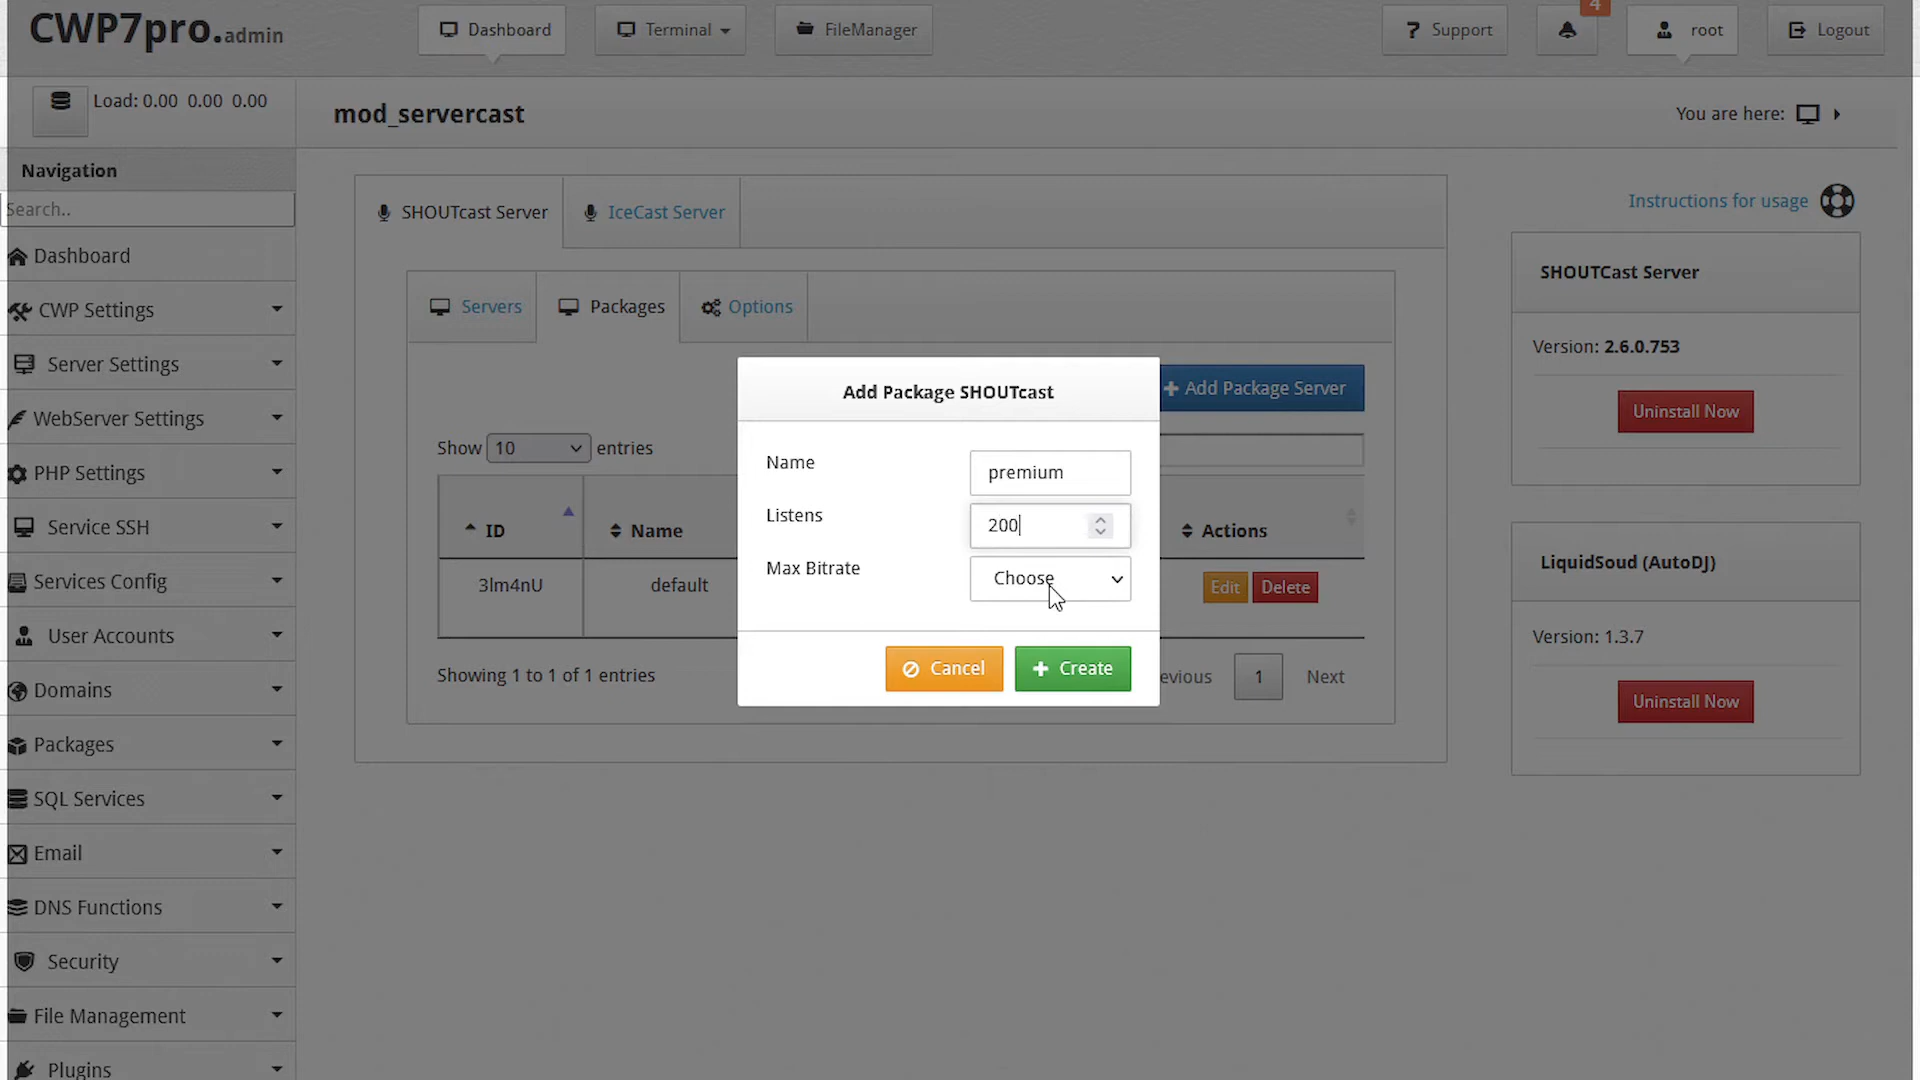 CWP7pro.admin
Dashboard
Terminal
FileManager
Support
4
root
Logout
Load: 0.00 0.00 0.00
mod_servercast
You are here:
Navigation
Search..
Dashboard
CWP Settings
Server Settings
WebServer Settings
PHP Settings
Service SSH
Services Config
User Accounts
Domains
Packages
SQL Services
Email
DNS Functions
Security
File Management
Plugins
SHOUTcast Server
IceCast Server
Servers
Packages
Options
Add Package Server
Show 10 entries
ID
Name
Actions
3lm4nU
default
Edit
Delete
Showing 1 to 1 of 1 entries
evious
1
Next
Add Package SHOUTcast
Name
premium
Listens
200
Max Bitrate
Choose
Cancel
Create
Instructions for usage
SHOUTCast Server
Version: 2.6.0.753
Uninstall Now
LiquidSoud (AutoDJ)
Version: 1.3.7
Uninstall Now